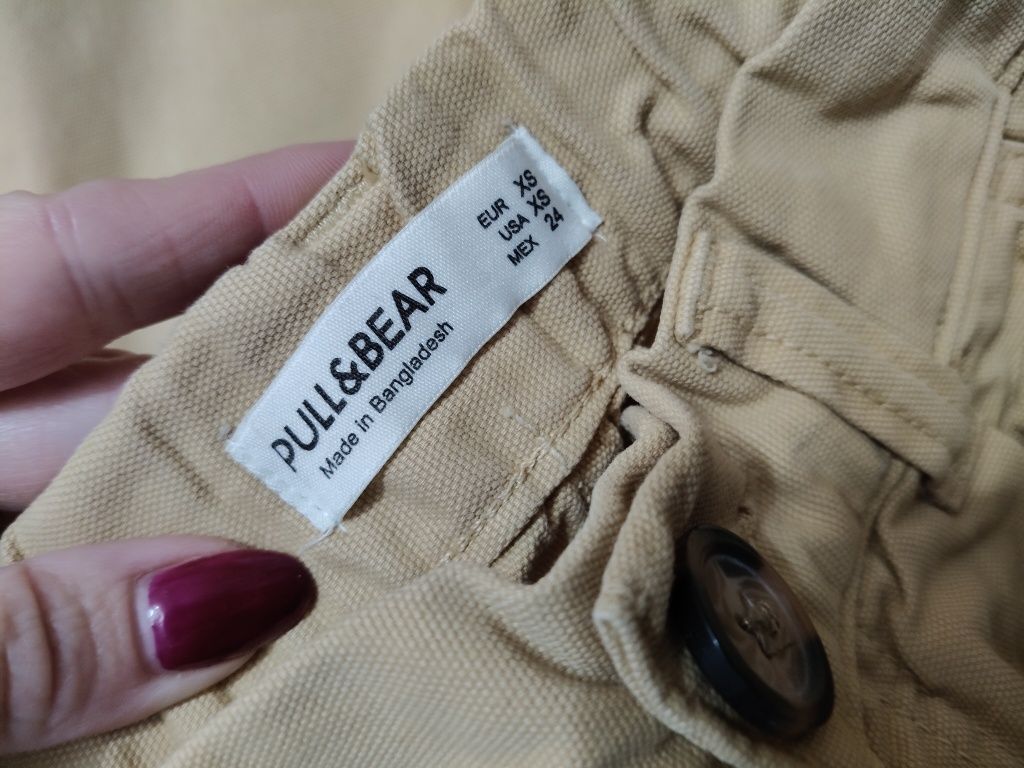 PULL&BEAR
Made in Bangladesh
EUR XS
USA XS
MEX 24